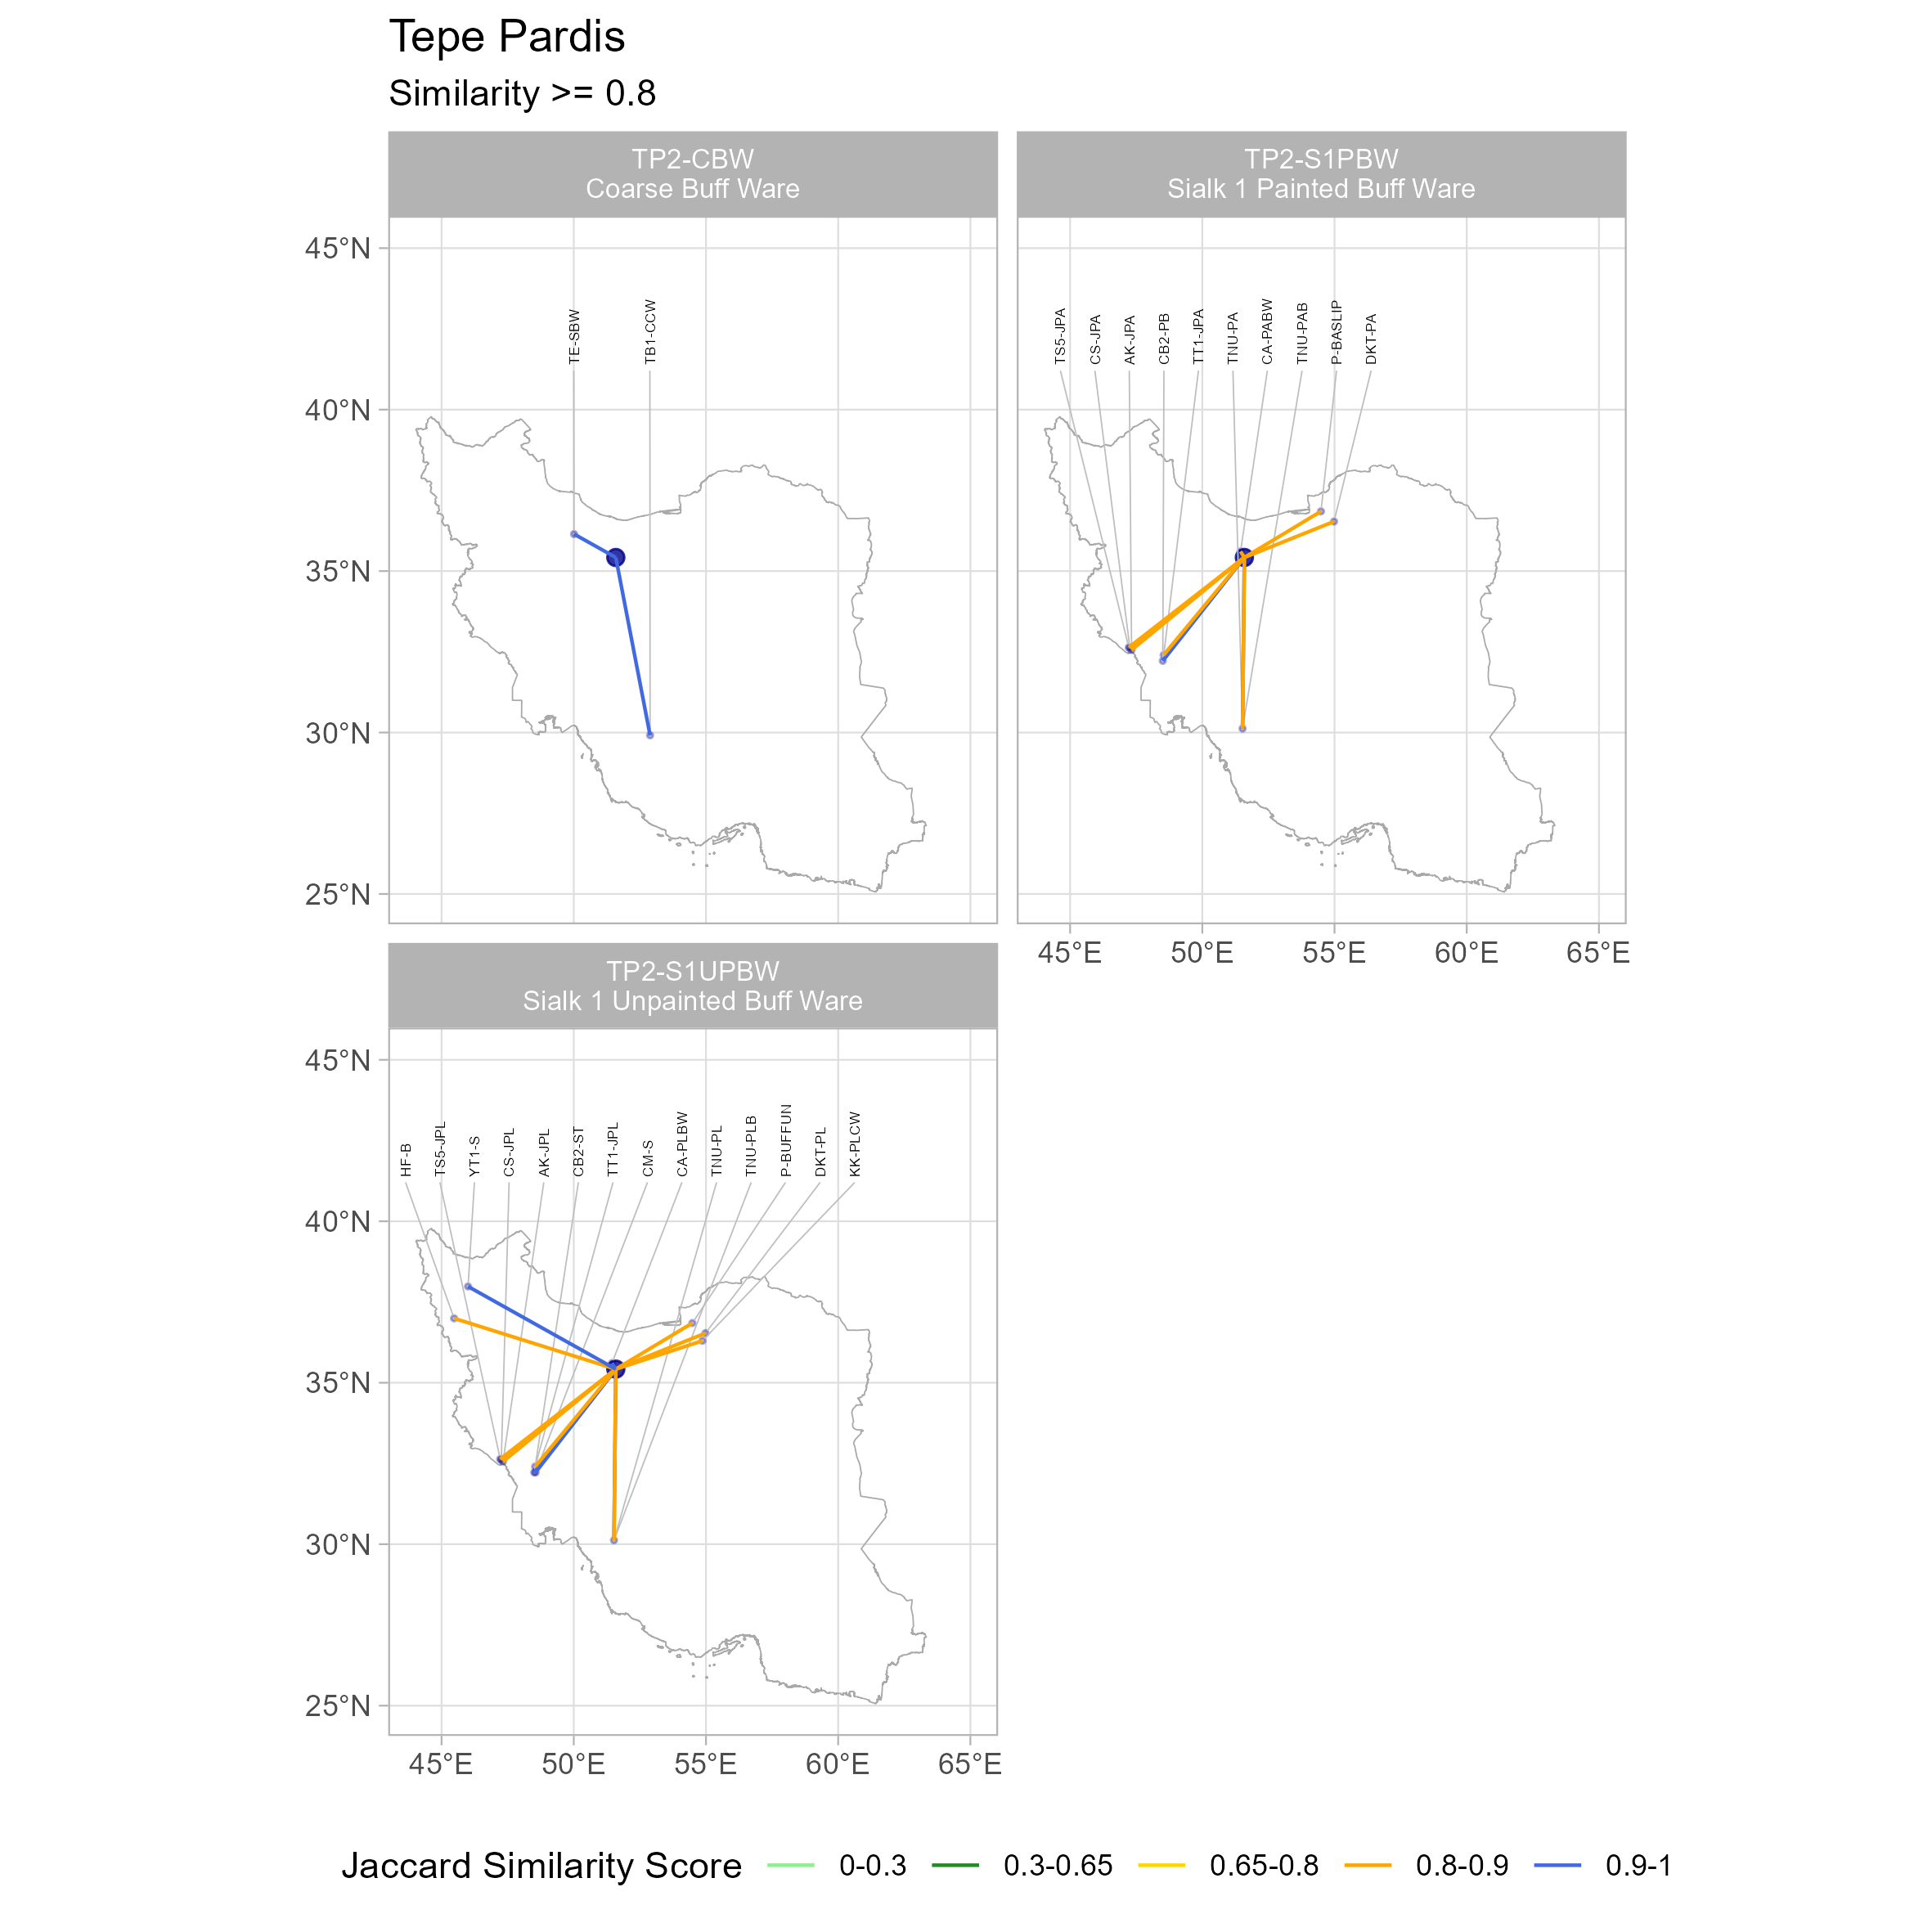 Tepe Pardis
Similarity >= 0.8
TP2-CBW
Coarse Buff Ware
TP2-S1PBW
Sialk 1 Painted Buff Ware
45°N
40°N
35°N
30°N
25°N
TE-SBW
TB1-CCW
TS5-JPA
CS-JPA
AK-JPA
CB2-PB
TT1-JPA
TNU-PA
CA-PABW
TNU-PAB
P-BASLIP
DKT-PA
45°E
50°E
55°E
60°E
65°E
TP2-S1UPBW
Sialk 1 Unpainted Buff Ware
45°N
40°N
35°N
30°N
25°N
HF-B
TS5-JPL
YT1-S
CS-JPL
AK-JPL
CB2-ST
TT1-JPL
CM-S
CA-PLBW
TNU-PL
TNU-PLB
P-BUFFUN
DKT-PL
KK-PLCW
45°E
50°E
55°E
60°E
65°E
Jaccard Similarity Score
0-0.3
0.3-0.65
0.65-0.8
0.8-0.9
0.9-1